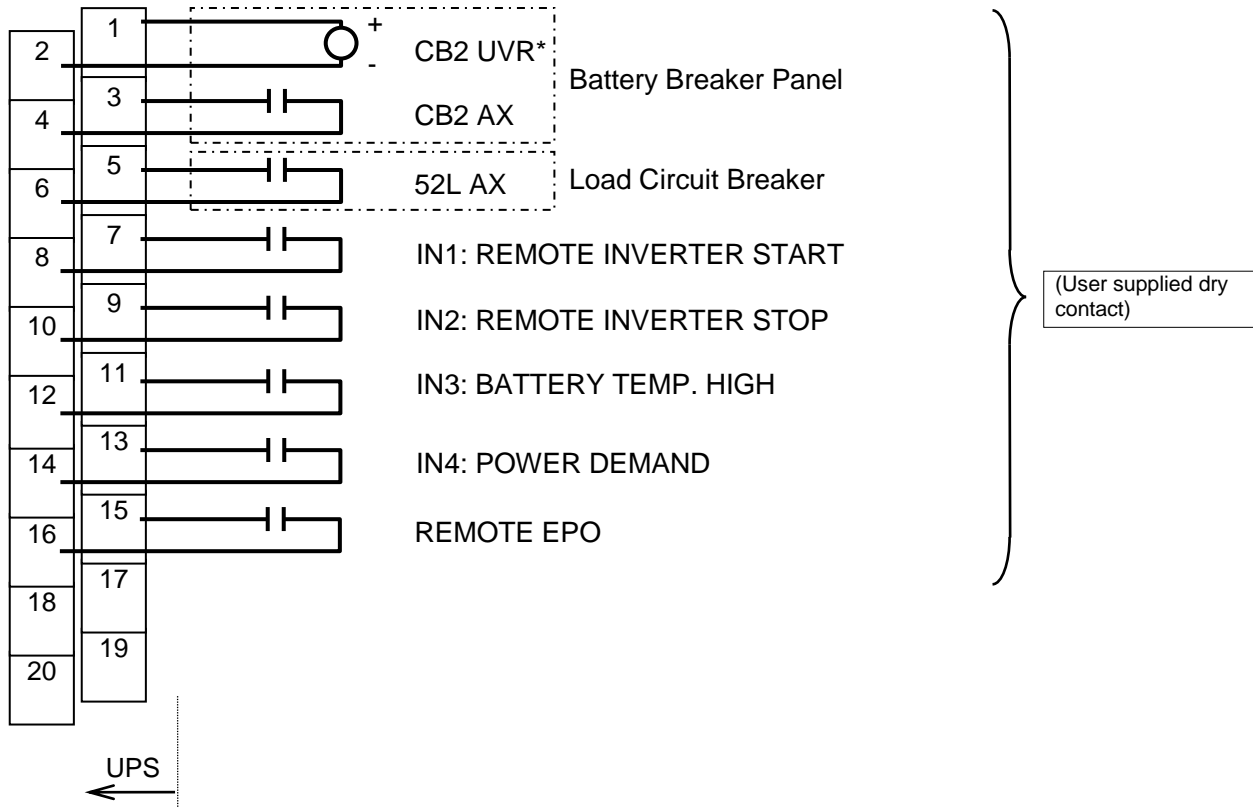 1
2
+
-
CB2 UVR*
Battery Breaker Panel
3
4
CB2 AX
5
6
52L AX
Load Circuit Breaker
7
8
IN1: REMOTE INVERTER START
9
10
IN2: REMOTE INVERTER STOP
11
12
IN3: BATTERY TEMP. HIGH
13
14
IN4: POWER DEMAND
15
16
REMOTE EPO
17
18
19
20
(User supplied dry
contact)
UPS